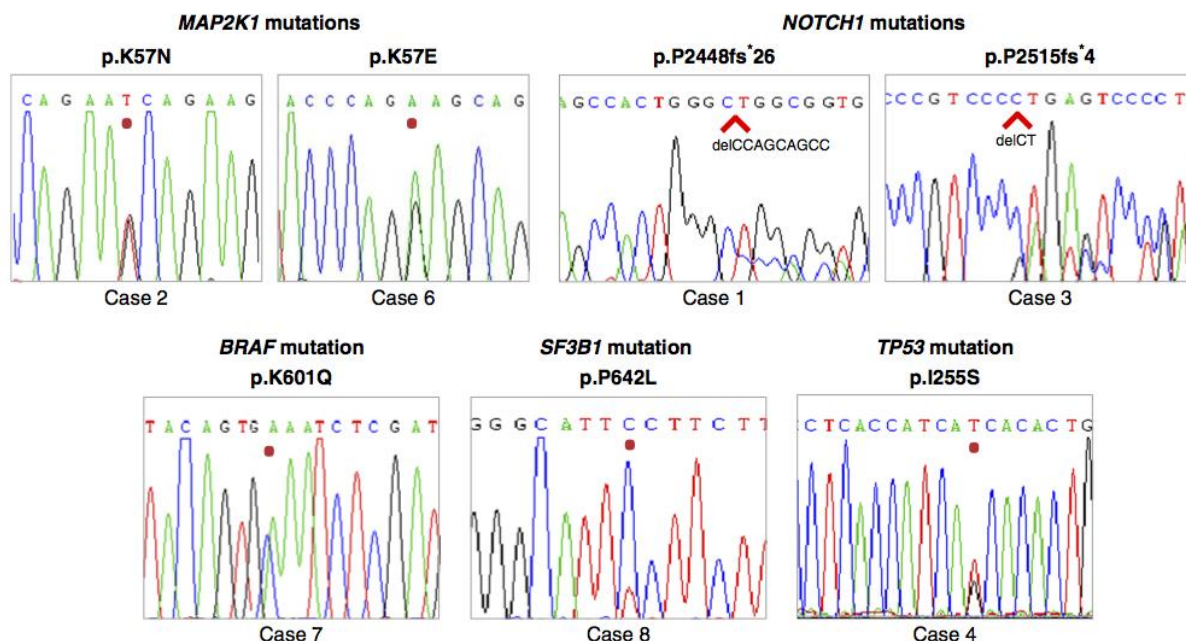 MAP2K1 mutations
NOTCH1 mutations
p.K57N
p.K57E
p.P2448fs*26
p.P2515fs*4
C A G A A T C A G A A G
A C C C A G A A G C A G
A G C C A C T G G G C T G G C G G T G
C C C G T C C C C T G A G T C C C C T
delCCAGCAGCC
delCT
Case 2
Case 6
Case 1
Case 3
BRAF mutation
SF3B1 mutation
TP53 mutation
p.K601Q
p.P642L
p.I255S
T A C A G T G A A A T C T C G A T
G G G C A T T C C T T C T T
C T C A C C A T C A T C A C A C T G
Case 7
Case 8
Case 4